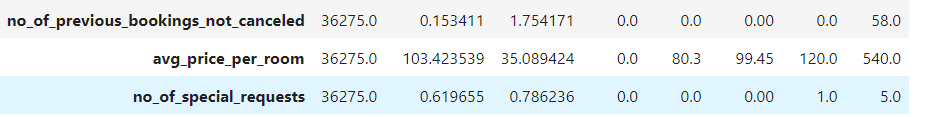 no_of_previous_bookings_not_canceled 36275.0 0.153411 1.754171 0.0 0.0 0.00 0.0 58.0
avg_price_per_room 36275.0 103.423539 35.089424 0.0 80.3 99.45 120.0 540.0
no_of_special_requests 36275.0 0.619655 0.786236 0.0 0.0 0.00 1.0 5.0